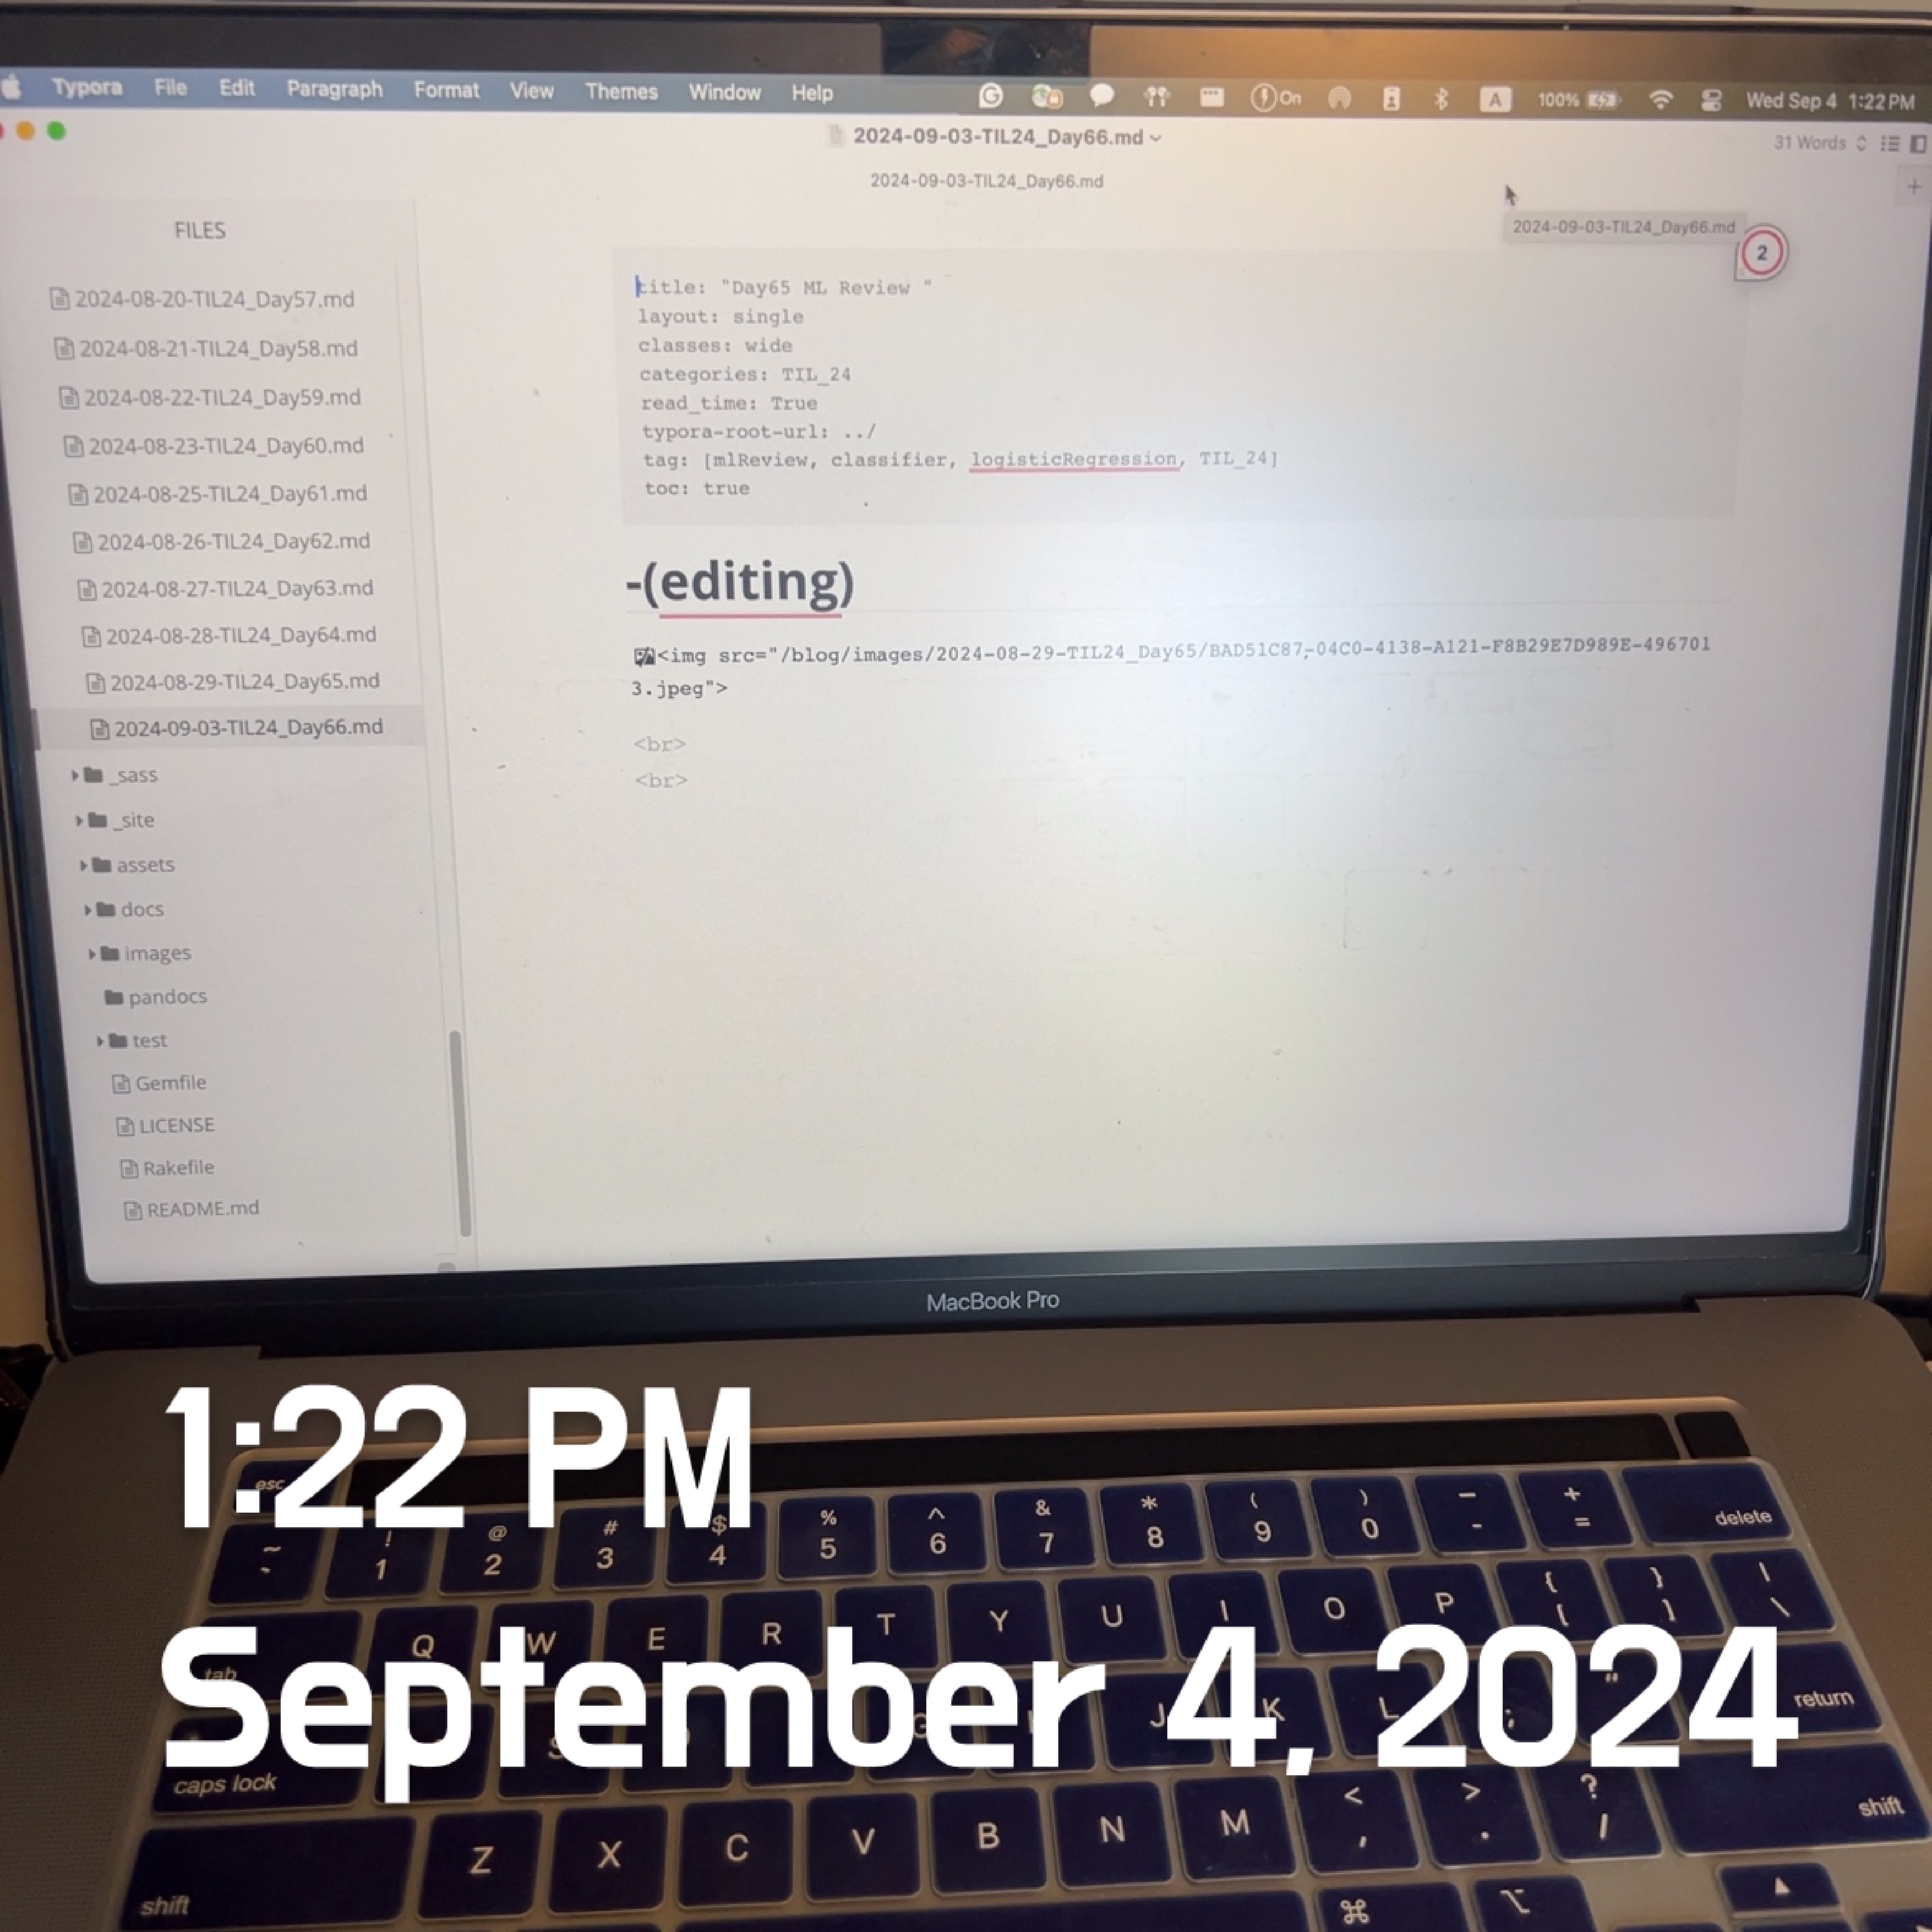 Typora File Edit Paragraph Format View Themes Window Help On A 100% Wed Sep 4 1:22 PM
2024-09-03-TIL24_Day66.md
31 Words
2024-09-03-TIL24_Day66.md
2024-09-03-TIL24_Day66.md
2
FILES
2024-08-20-TIL24_Day57.md
2024-08-21-TIL24_Day58.md
2024-08-22-TIL24_Day59.md
2024-08-23-TIL24_Day60.md
2024-08-25-TIL24_Day61.md
2024-08-26-TIL24_Day62.md
2024-08-27-TIL24_Day63.md
2024-08-28-TIL24_Day64.md
2024-08-29-TIL24_Day65.md
2024-09-03-TIL24_Day66.md
_sass
_site
assets
docs
images
pandocs
test
Gemfile
LICENSE
Rakefile
README.md
title: "Day65 ML Review "
layout: single
classes: wide
categories: TIL_24
read_time: True
typora-root-url: ../
tag: [mlReview, classifier, logisticRegression, TIL_24]
toc: true
-(editing)
<img src="/blog/images/2024-08-29-TIL24_Day65/BAD51C87-04C0-4138-A121-F8B29E7D989E-496701
3.jpeg">
<br>
<br>
MacBook Pro
1:22 PM
September 4, 2024
esc
~ ! @ # $ % ^ & * ( ) _ +
` 1 2 3 4 5 6 7 8 9 0 - = delete
tab Q W E R T Y U I O P { [ } ] | \
caps lock S G J K L ; " return
shift Z X C V B N M < , > . ? / shift
⌘ ⌥ ▲